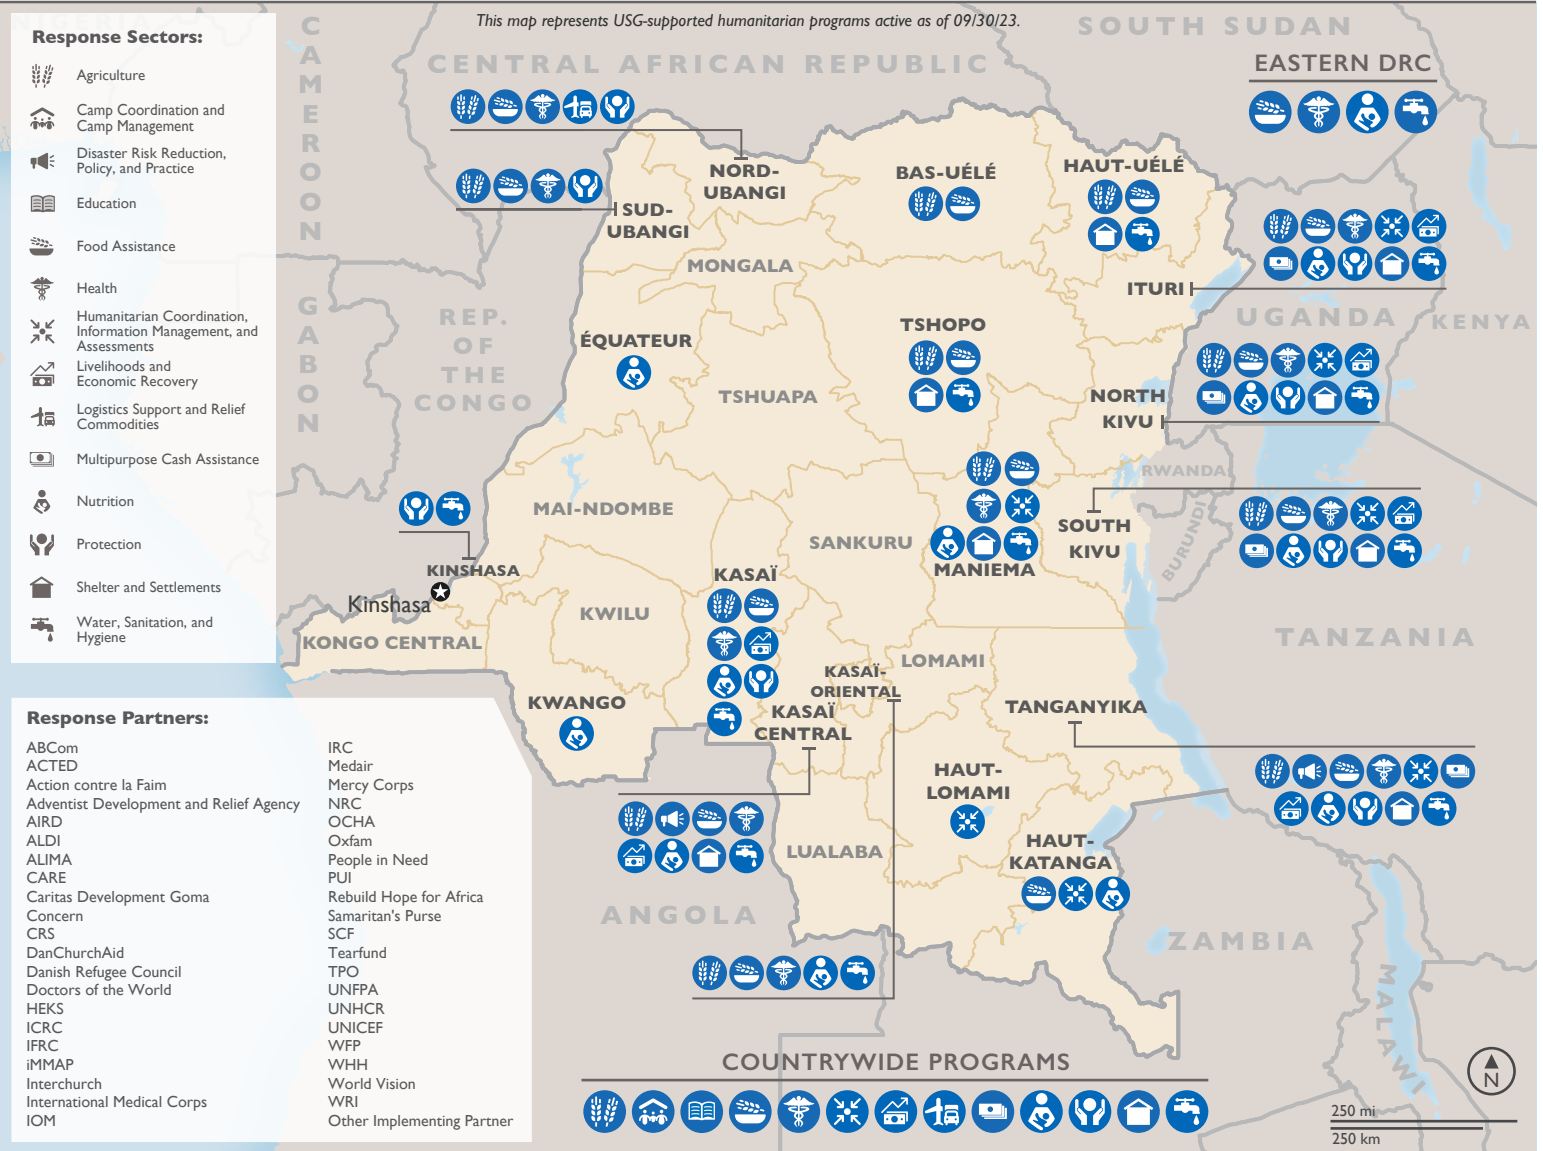 This map represents USG-supported humanitarian programs active as of 09/30/23.
NIGERIA
CAMEROON
CENTRAL AFRICAN REPUBLIC
SOUTH SUDAN
Response Sectors:
Agriculture
Camp Coordination and
Camp Management
Disaster Risk Reduction,
Policy, and Practice
Education
Food Assistance
Health
Humanitarian Coordination,
Information Management, and
Assessments
Livelihoods and
Economic Recovery
Logistics Support and Relief
Commodities
Multipurpose Cash Assistance
Nutrition
Protection
Shelter and Settlements
Water, Sanitation, and
Hygiene
EASTERN DRC
NORD-
UBANGI
SUD-
UBANGI
BAS-UÉLÉ
HAUT-UÉLÉ
MONGALA
ITURI
GABON
REP.
OF
THE
CONGO
UGANDA
KENYA
ÉQUATEUR
TSHOPO
TSHUAPA
NORTH
KIVU
RWANDA
BURUNDI
MAI-NDOMBE
SANKURU
SOUTH
KIVU
MANIEMA
KINSHASA
Kinshasa
KONGO CENTRAL
KWILU
KASAÏ
TANZANIA
LOMAMI
KASAÏ-
ORIENTAL
KASAÏ
CENTRAL
KWANGO
TANGANYIKA
HAUT-
LOMAMI
HAUT-
KATANGA
LUALABA
ANGOLA
ZAMBIA
MALAWI
Response Partners:
ABCom
ACTED
Action contre la Faim
Adventist Development and Relief Agency
AIRD
ALDI
ALIMA
CARE
Caritas Development Goma
Concern
CRS
DanChurchAid
Danish Refugee Council
Doctors of the World
HEKS
ICRC
IFRC
iMMAP
Interchurch
International Medical Corps
IOM
IRC
Medair
Mercy Corps
NRC
OCHA
Oxfam
People in Need
PUI
Rebuild Hope for Africa
Samaritan's Purse
SCF
Tearfund
TPO
UNFPA
UNHCR
UNICEF
WFP
WHH
World Vision
WRI
Other Implementing Partner
COUNTRYWIDE PROGRAMS
N
250 mi
250 km